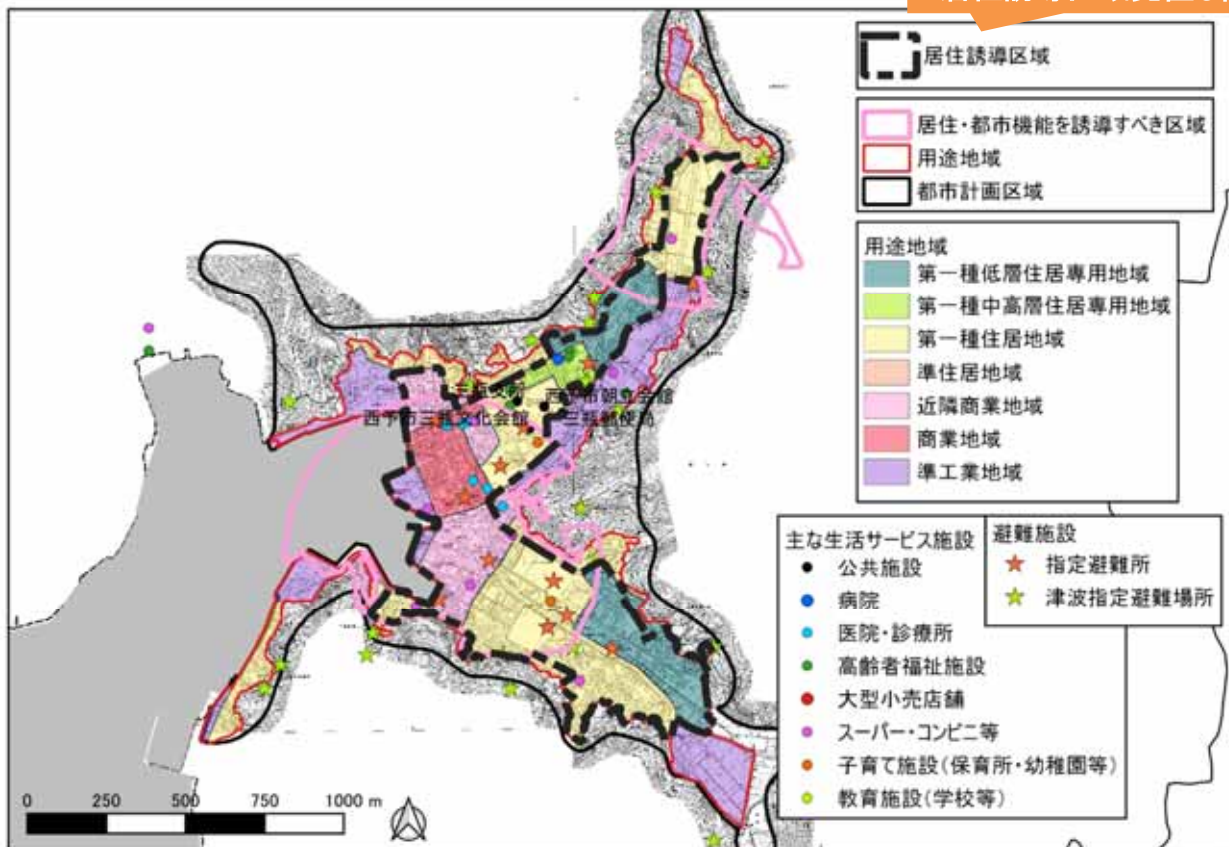 居住誘導区域
居住・都市機能を誘導すべき区域
用途地域
都市計画区域
用途地域
第一種低層住居専用地域
第一種中高層住居専用地域
第一種住居地域
準住居地域
近隣商業地域
商業地域
準工業地域
西予市三瓶文化会館
三瓶郵便局
主な生活サービス施設
公共施設
病院
医院・診療所
高齢者福祉施設
大型小売店舗
スーパー・コンビニ等
子育て施設(保育所・幼稚園等)
教育施設(学校等)
避難施設
指定避難所
津波指定避難場所
0 250 500 750 1000 m